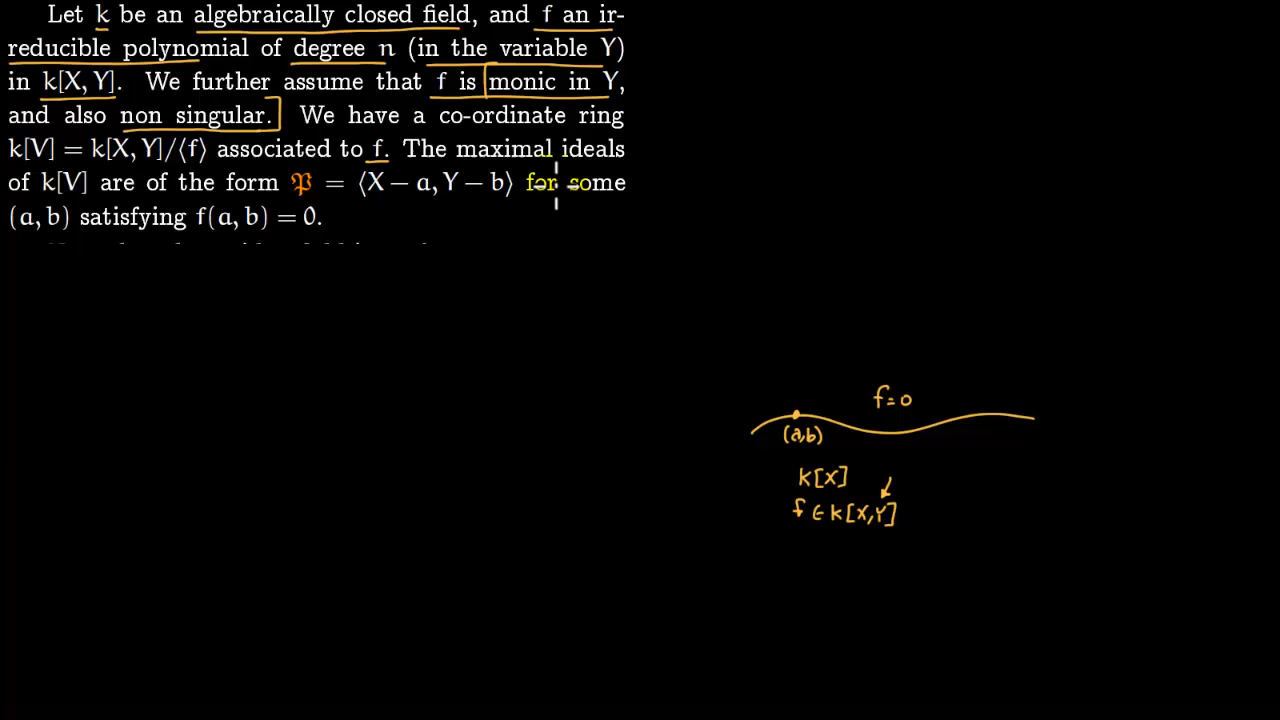 Let k be an algebraically closed field, and f an ir-
reducible polynomial of degree n (in the variable Y)
in k[X, Y]. We further assume that f is monic in Y,
and also non singular. We have a co-ordinate ring
k[V] = k[X, Y]/⟨f⟩ associated to f. The maximal ideals
of k[V] are of the form 𝔓 = ⟨X − a, Y − b⟩ for some
(a, b) satisfying f(a, b) = 0.
f=0
(a,b)
k[x]
f ∈ k[X,Y]